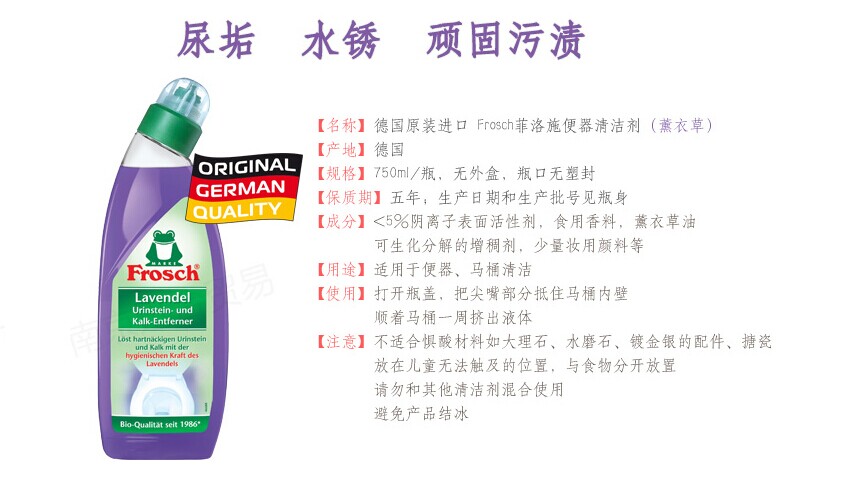 尿垢 水锈 顽固污渍
【名称】德国原装进口 Frosch菲洛施便器清洁剂（薰衣草）
【产地】德国
【规格】750ml/瓶，无外盒，瓶口无塑封
【保质期】五年；生产日期和生产批号见瓶身
【成分】<5%阴离子表面活性剂，食用香料，薰衣草油
可生化分解的增稠剂，少量妆用颜料等
【用途】适用于便器、马桶清洁
【使用】打开瓶盖，把尖嘴部分抵住马桶内壁
顺着马桶一周挤出液体
【注意】不适合惧酸材料如大理石、水磨石、镀金银的配件、搪瓷
放在儿童无法触及的位置，与食物分开放置
请勿和其他清洁剂混合使用
避免产品结冰
ORIGINAL
GERMAN
QUALITY
MARKE
Frosch®
Lavendel
Urinstein- und
Kalk-Entferner
Löst hartnäckigen Urinstein
und Kalk mit der
hygienischen Kraft des
Lavendels
Bio-Qualität seit 1986*